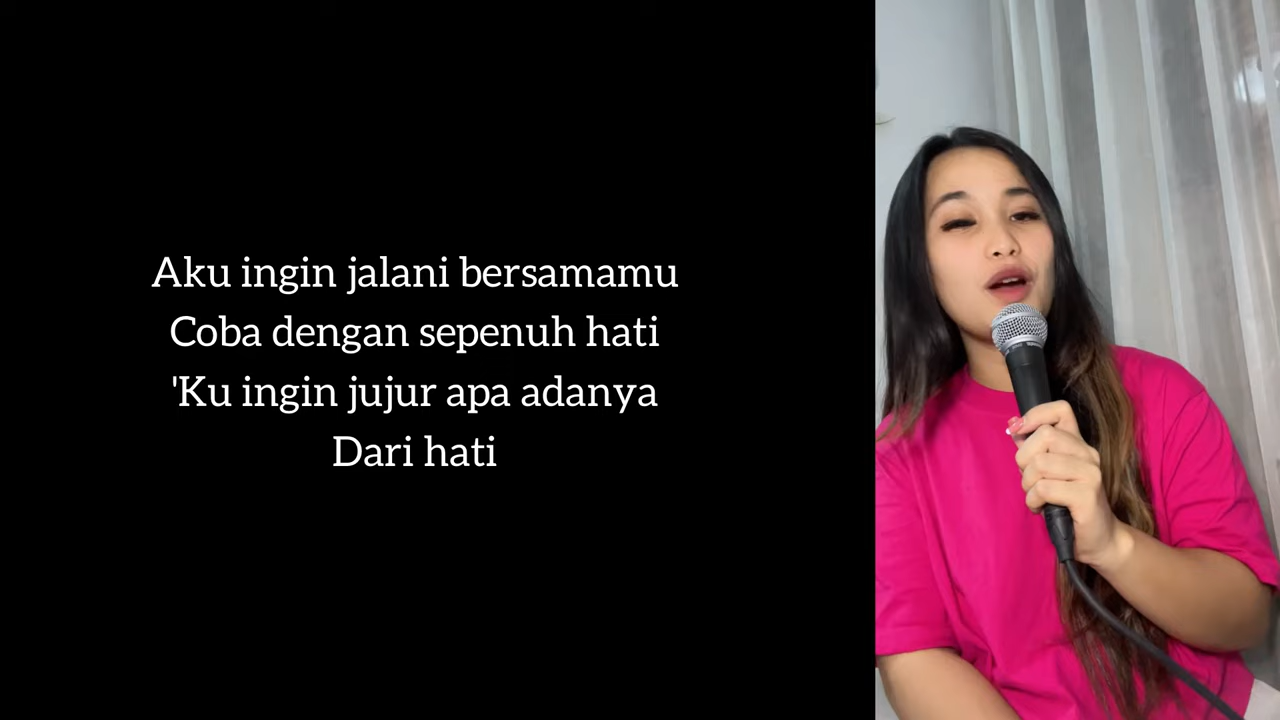 Aku ingin jalani bersamamu
Coba dengan sepenuh hati
'Ku ingin jujur apa adanya
Dari hati